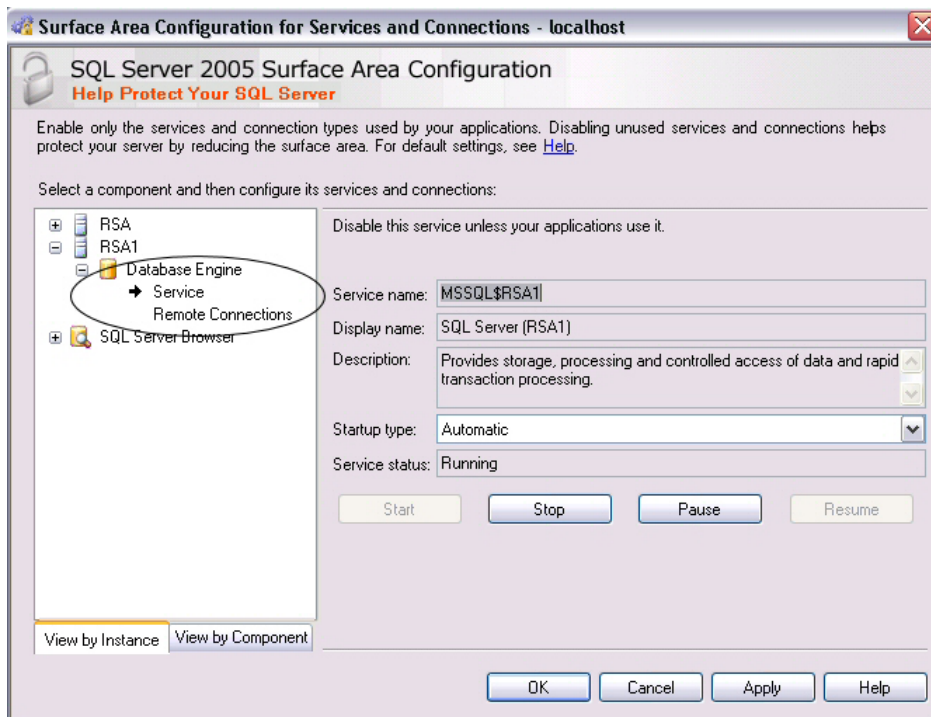 Surface Area Configuration for Services and Connections - localhost
SQL Server 2005 Surface Area Configuration
Help Protect Your SQL Server
Enable only the services and connection types used by your applications. Disabling unused services and connections helps
protect your server by reducing the surface area. For default settings, see Help.
Select a component and then configure its services and connections:
RSA
RSA1
Database Engine
Service
Remote Connections
SQL Server Browser
View by Instance
View by Component
Disable this service unless your applications use it.
Service name: MSSQL$RSA1
Display name: SQL Server (RSA1)
Description: Provides storage, processing and controlled access of data and rapid
transaction processing.
Startup type: Automatic
Service status: Running
Start
Stop
Pause
Resume
OK
Cancel
Apply
Help